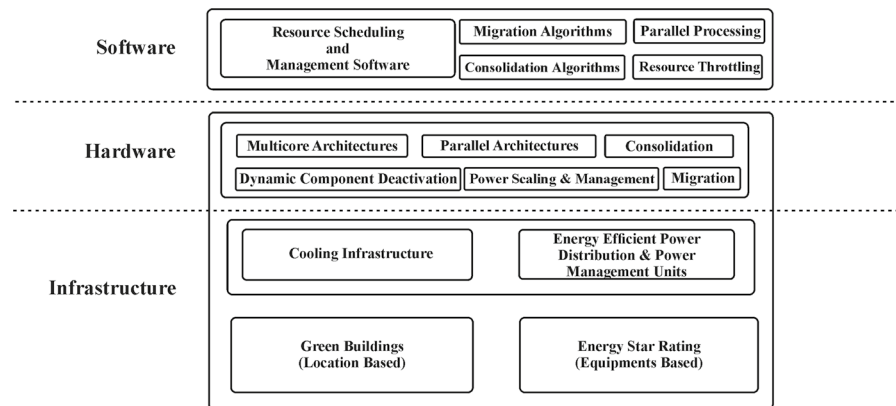 Software
Resource Scheduling
and
Management Software
Migration Algorithms
Parallel Processing
Consolidation Algorithms
Resource Throttling
Hardware
Multicore Architectures
Parallel Architectures
Consolidation
Dynamic Component Deactivation
Power Scaling & Management
Migration
Infrastructure
Cooling Infrastructure
Energy Efficient Power
Distribution & Power
Management Units
Green Buildings
(Location Based)
Energy Star Rating
(Equipments Based)